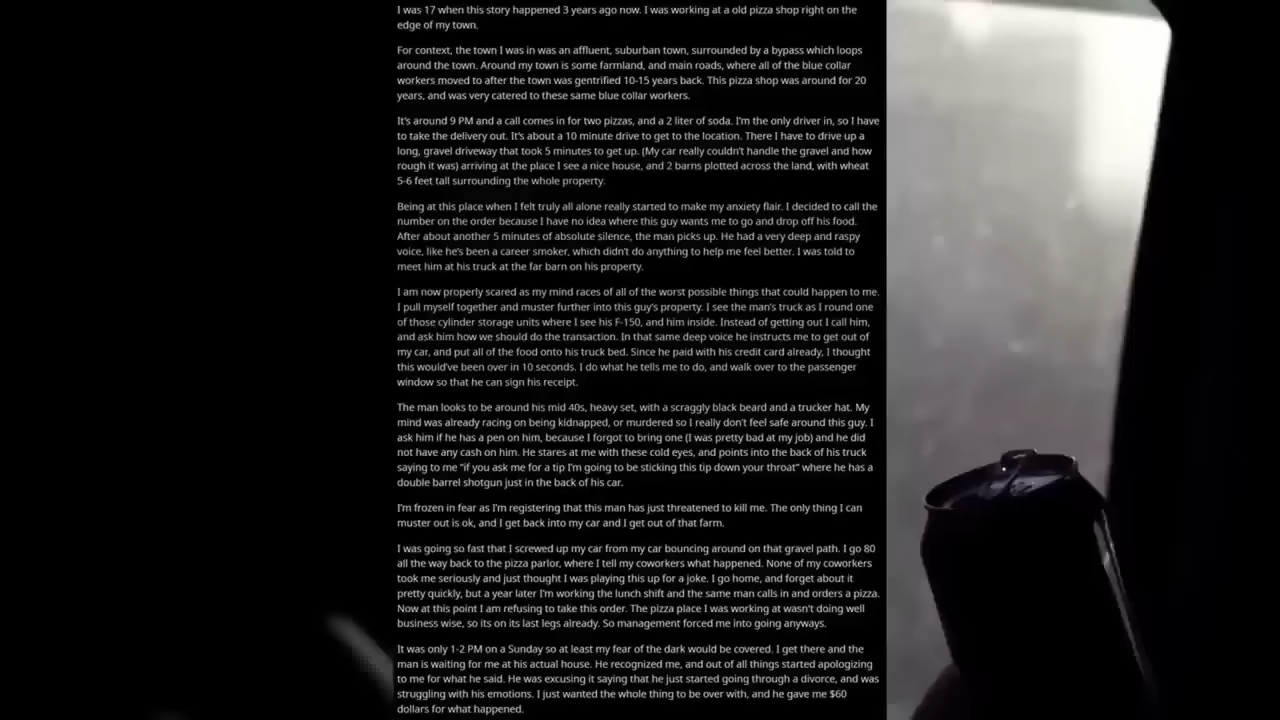 I was 17 when this story happened 3 years ago now. I was working at a old pizza shop right on the
edge of my town.
For context, the town I was in was an affluent, suburban town, surrounded by a bypass which loops
around the town. Around my town is some farmland, and main roads, where all of the blue collar
workers moved to after the town was gentrified 10-15 years back. This pizza shop was around for 20
years, and was very catered to these same blue collar workers.
It's around 9 PM and a call comes in for two pizzas, and a 2 liter of soda. I'm the only driver in, so I have
to take the delivery out. It's about a 10 minute drive to get to the location. There I have to drive up a
long, gravel driveway that took 5 minutes to get up. (My car really couldn't handle the gravel and how
rough it was) arriving at the place I see a nice house, and 2 barns plotted across the land, with wheat
5-6 feet tall surrounding the whole property.
Being at this place when I felt truly all alone really started to make my anxiety flair. I decided to call the
number on the order because I have no idea where this guy wants me to go and drop off his food.
After about another 5 minutes of absolute silence, the man picks up. He had a very deep and raspy
voice, like he's been a career smoker, which didn't do anything to help me feel better. I was told to
meet him at his truck at the far barn on his property.
I am now properly scared as my mind races of all of the worst possible things that could happen to me.
I pull myself together and muster further into this guy's property. I see the man's truck as I round one
of those cylinder storage units where I see his F-150, and him inside. Instead of getting out I call him,
and ask him how we should do the transaction. In that same deep voice he instructs me to get out of
my car, and put all of the food onto his truck bed. Since he paid with his credit card already, I thought
this would've been over in 10 seconds. I do what he tells me to do, and walk over to the passenger
window so that he can sign his receipt.
The man looks to be around his mid 40s, heavy set, with a scraggly black beard and a trucker hat. My
mind was already racing on being kidnapped, or murdered so I really don't feel safe around this guy. I
ask him if he has a pen on him, because I forgot to bring one (I was pretty bad at my job) and he did
not have any cash on him. He stares at me with these cold eyes, and points into the back of his truck
saying to me "if you ask me for a tip I'm going to be sticking this tip down your throat" where he has a
double barrel shotgun just in the back of his car.
I'm frozen in fear as I'm registering that this man has just threatened to kill me. The only thing I can
muster out is ok, and I get back into my car and I get out of that farm.
I was going so fast that I screwed up my car from my car bouncing around on that gravel path. I go 80
all the way back to the pizza parlor, where I tell my coworkers what happened. None of my coworkers
took me seriously and just thought I was playing this up for a joke. I go home, and forget about it
pretty quickly, but a year later I'm working the lunch shift and the same man calls in and orders a pizza.
Now at this point I am refusing to take this order. The pizza place I was working at wasn't doing well
business wise, so its on its last legs already. So management forced me into going anyways.
It was only 1-2 PM on a Sunday so at least my fear of the dark would be covered. I get there and the
man is waiting for me at his actual house. He recognized me, and out of all things started apologizing
to me for what he said. He was excusing it saying that he just started going through a divorce, and was
struggling with his emotions. I just wanted the whole thing to be over with, and he gave me $60
dollars for what happened.